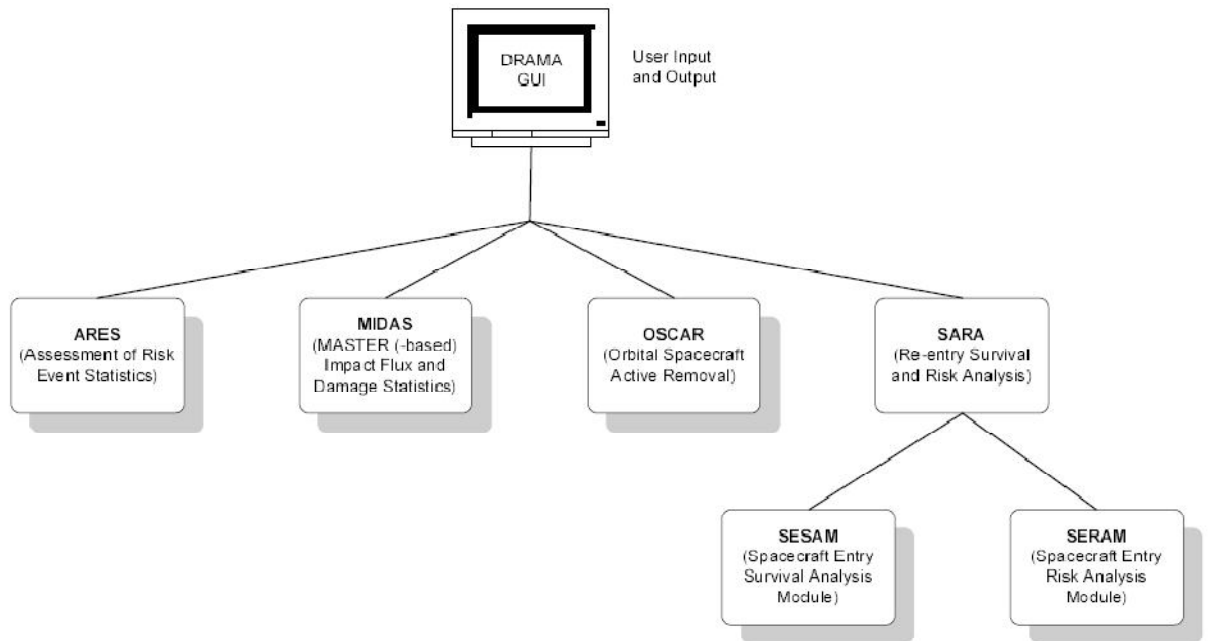 DRAMA
GUI
User Input
and Output
ARES
(Assessment of Risk
Event Statistics)
MIDAS
(MASTER (-based)
Impact Flux and
Damage Statistics)
OSCAR
(Orbital Spacecraft
Active Removal)
SARA
(Re-entry Survival
and Risk Analysis)
SESAM
(Spacecraft Entry
Survival Analysis
Module)
SERAM
(Spacecraft Entry
Risk Analysis
Module)